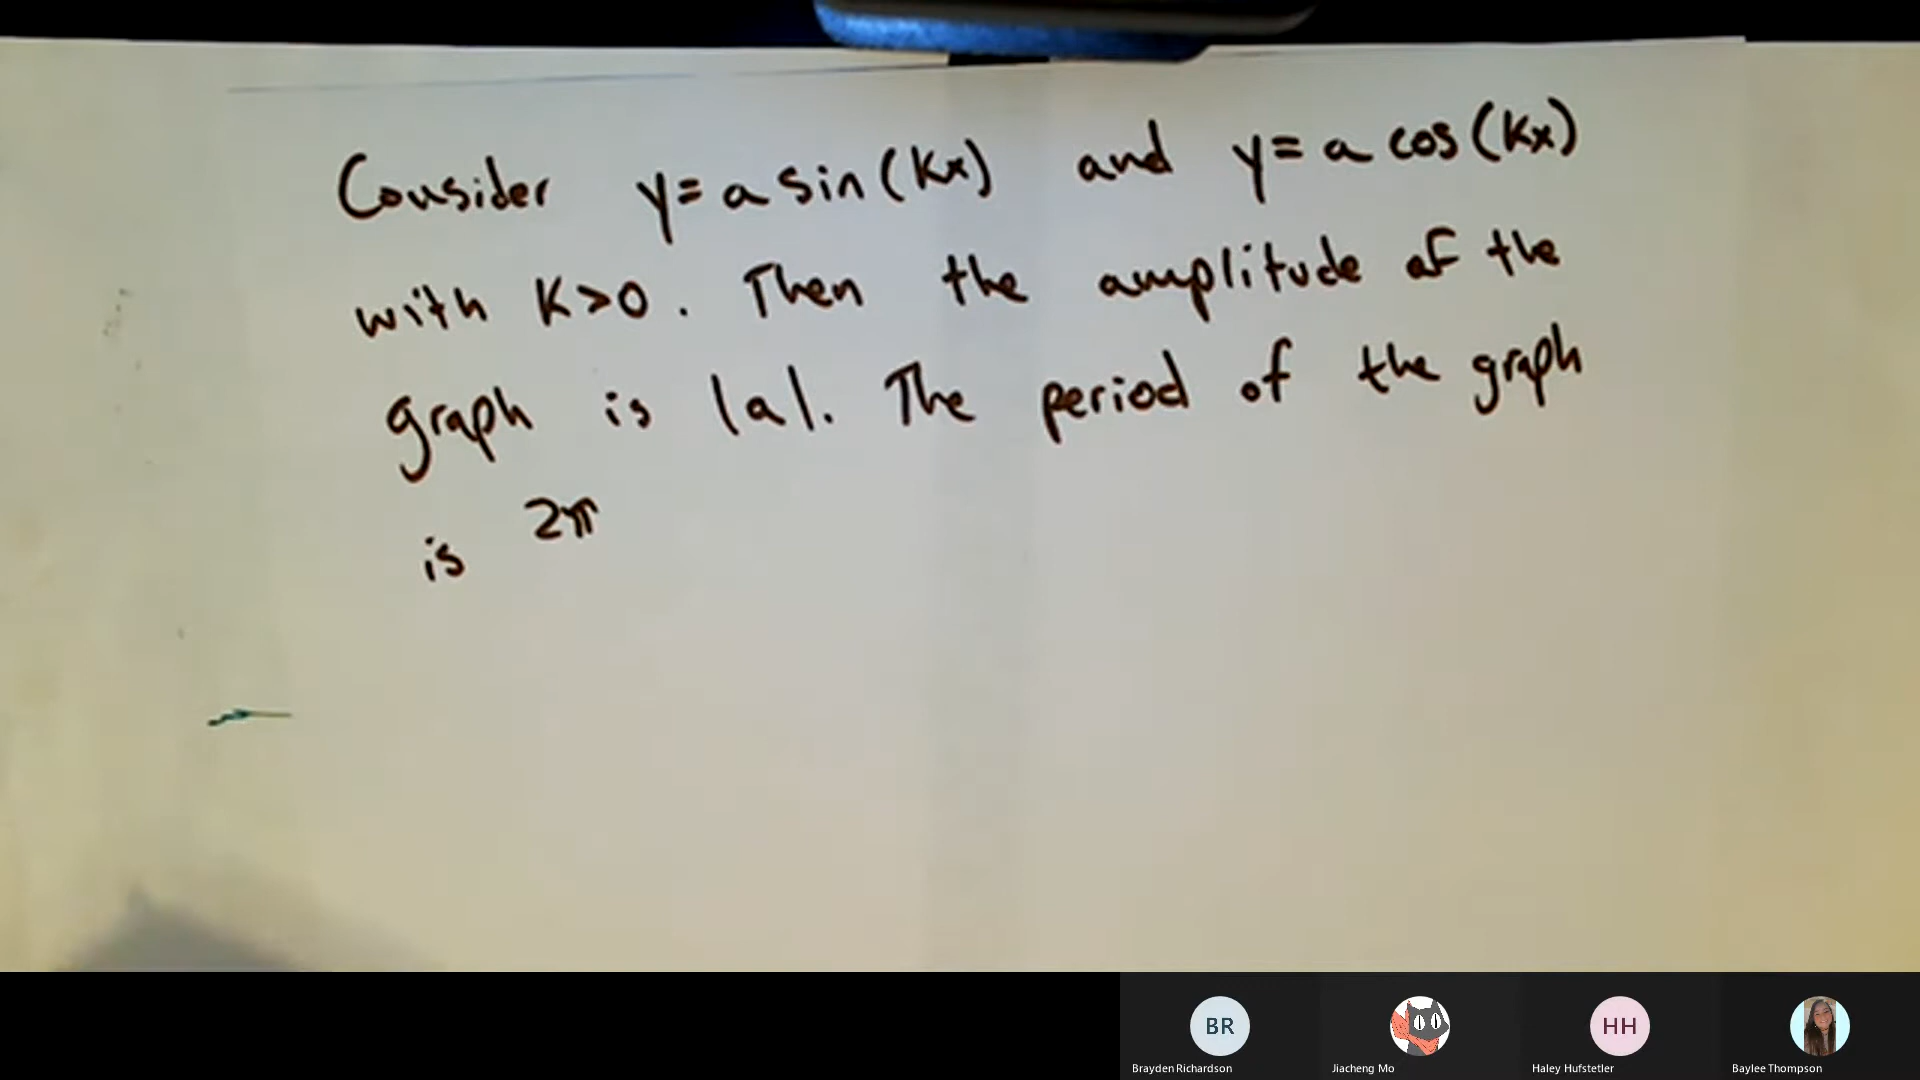 Consider y = a sin(kx) and y = a cos(kx)
with k>0. Then the amplitude of the
graph is |a|. The period of the graph
is 2π
BR
HH
Brayden Richardson
Jiacheng Mo
Haley Hufstetler
Baylee Thompson